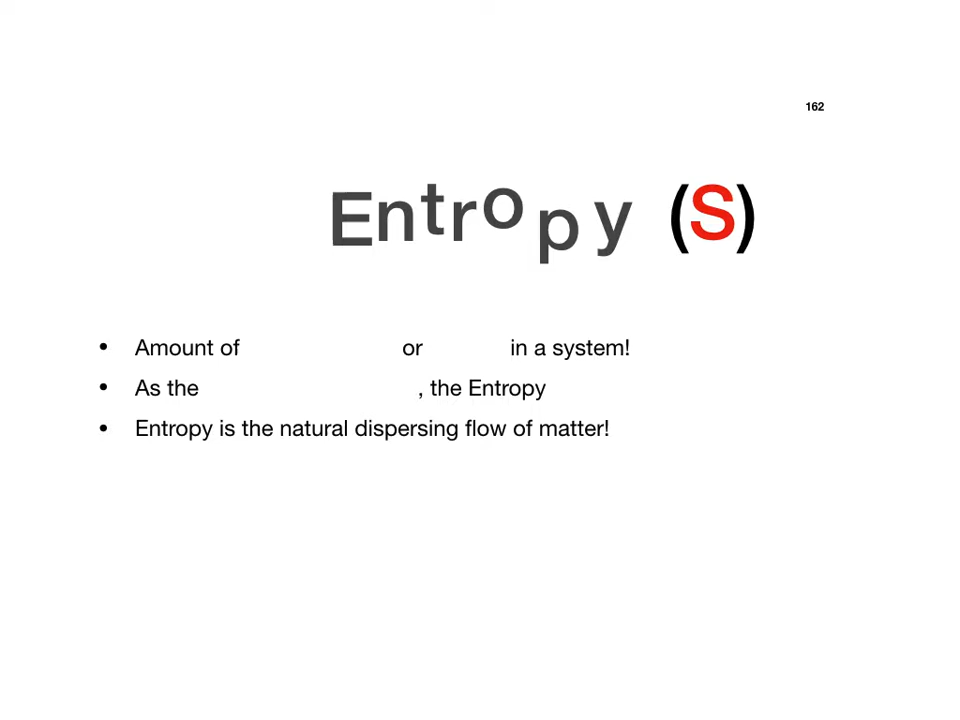 162
Entropy (S)
• Amount of or in a system!
• As the , the Entropy
• Entropy is the natural dispersing flow of matter!